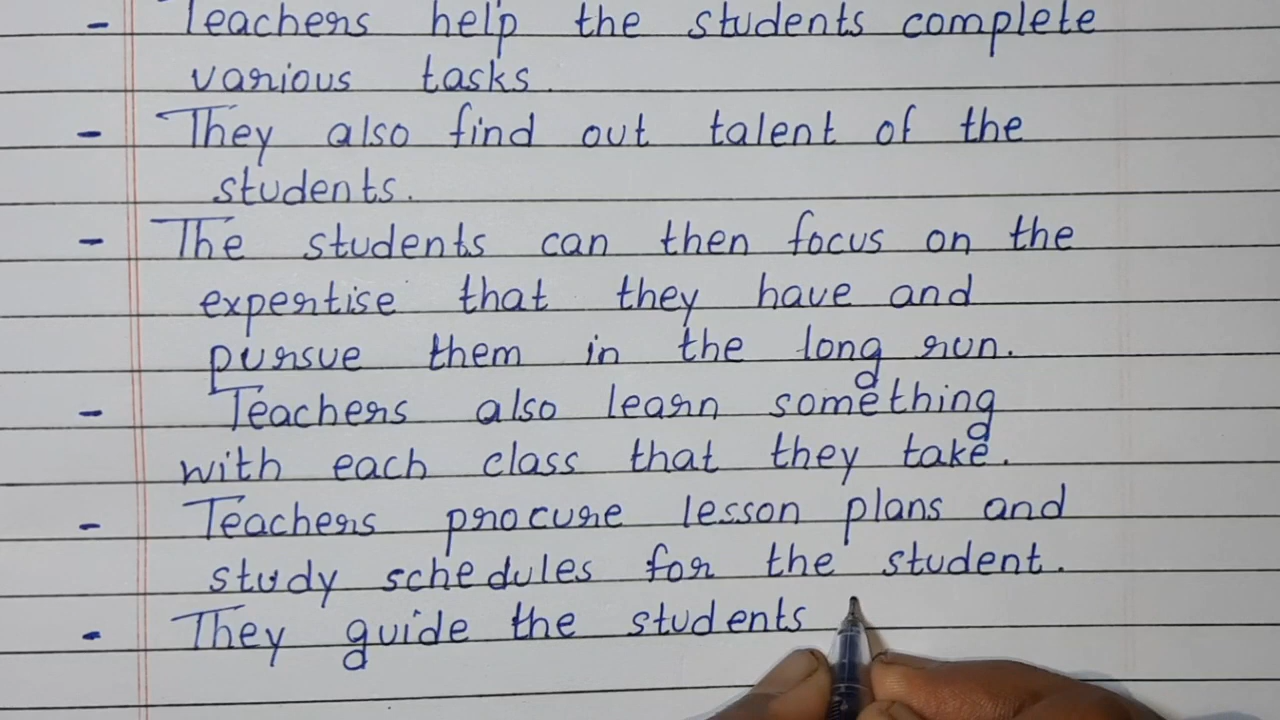 - Teachers help the students complete
various tasks.
- They also find out talent of the
students.
- The students can then focus on the
expertise that they have and
pursue them in the long run.
- Teachers also learn something
with each class that they take.
- Teachers procure lesson plans and
study schedules for the student.
- They guide the students